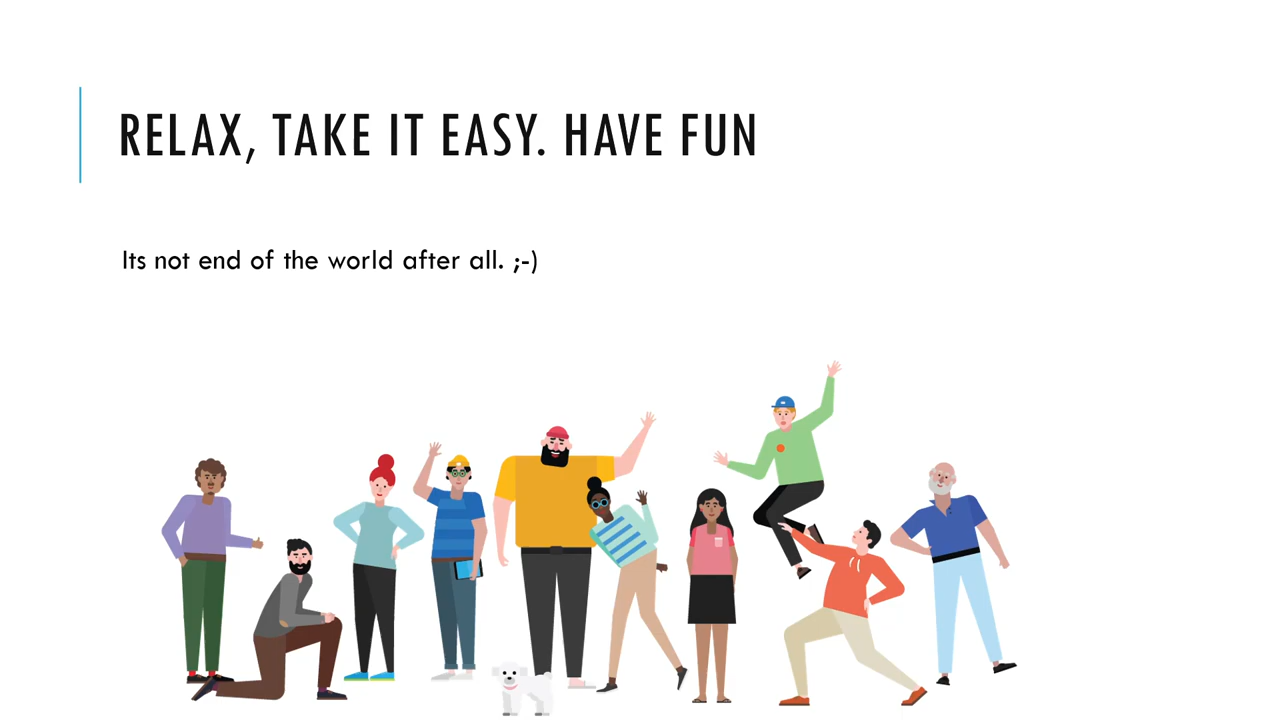 RELAX, TAKE IT EASY. HAVE FUN
Its not end of the world after all. ;-)